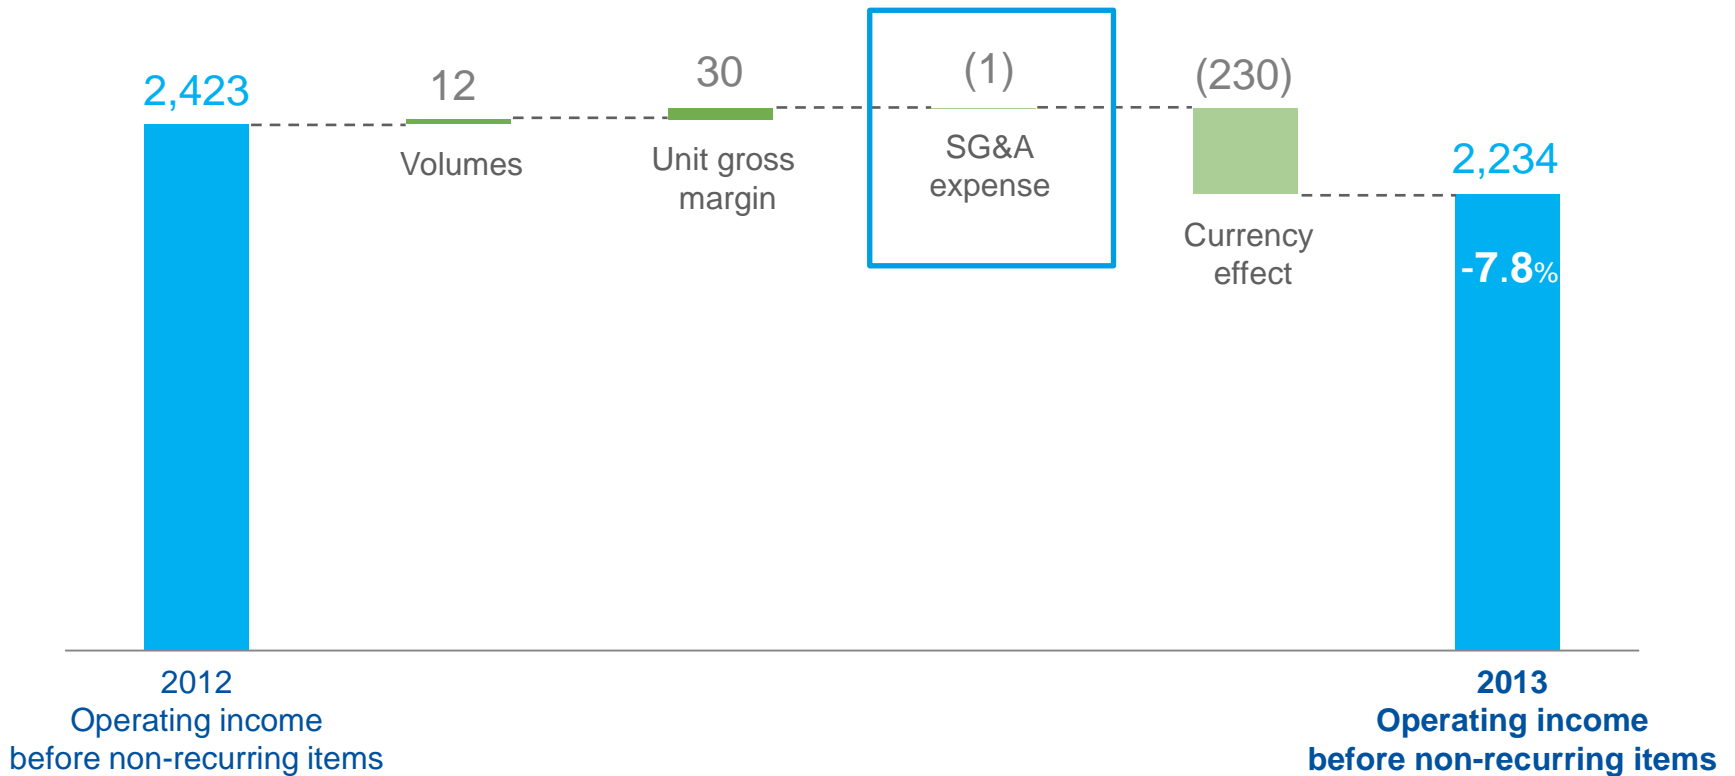 2,423
12
30
(1)
(230)
2,234
Volumes
Unit gross
margin
SG&A
expense
Currency
effect
-7.8%
2012
Operating income
before non-recurring items
2013
Operating income
before non-recurring items